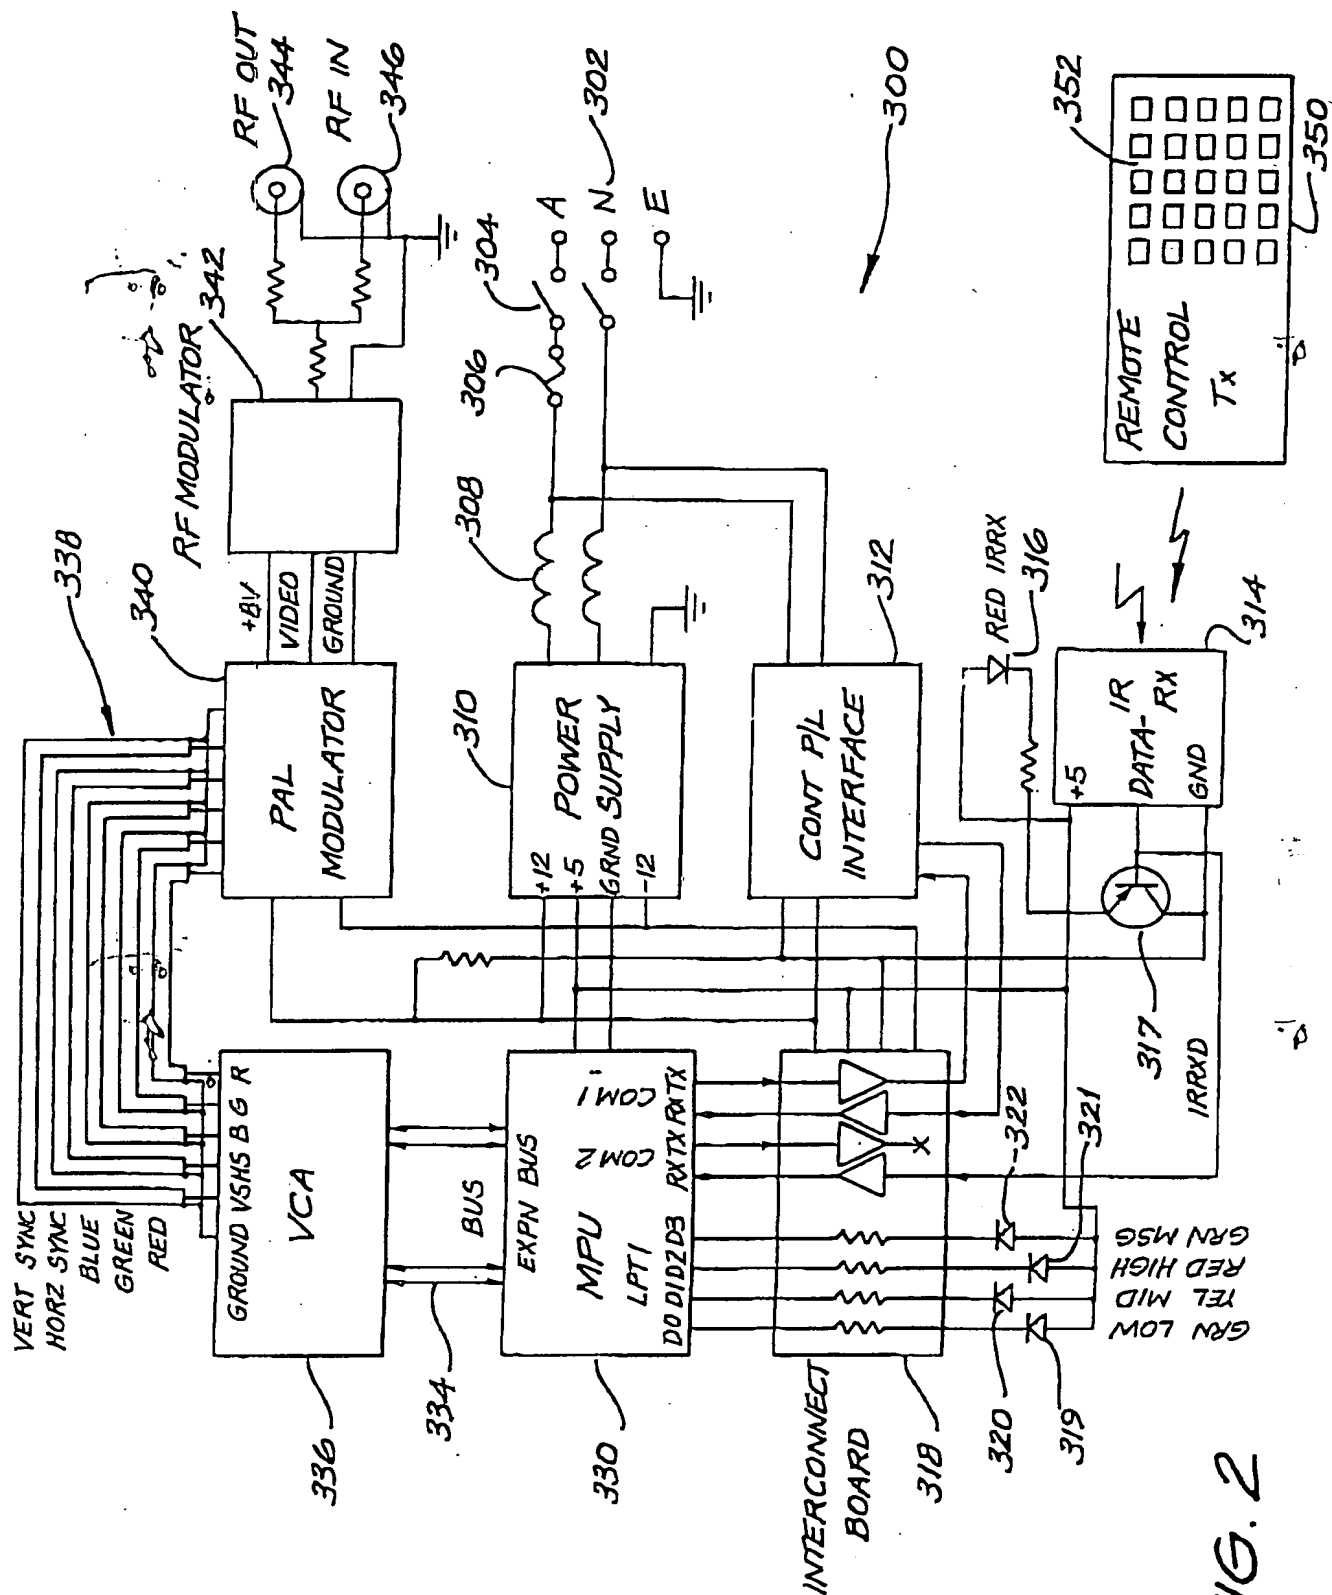 VERT SYNC
HORZ SYNC
BLUE
GREEN
RED
338
GROUND VSHS B G R
VCA
336
334
BUS
EXPN BUS
MPU
LPT1
D0 D1 D2 D3
COM 2
RX TX
COM 1
RX TX
330
PAL
MODULATOR
340
+8V
VIDEO
GROUND
RF MODULATOR
342
RF OUT
344
RF IN
346
POWER
SUPPLY
+12
+5
GRND
-12
310
308
306
304
A
N
E
302
300
CONT P/L
INTERFACE
312
INTERCONNECT
BOARD
318
X
GRN LOW
YEL MID
RED HIGH
GRN MSG
319
320
321
322
IRRXD
317
RED IRRX
316
+5
DATA-
IR
RX
GND
314
REMOTE
CONTROL
Tx
352
350
FIG. 2